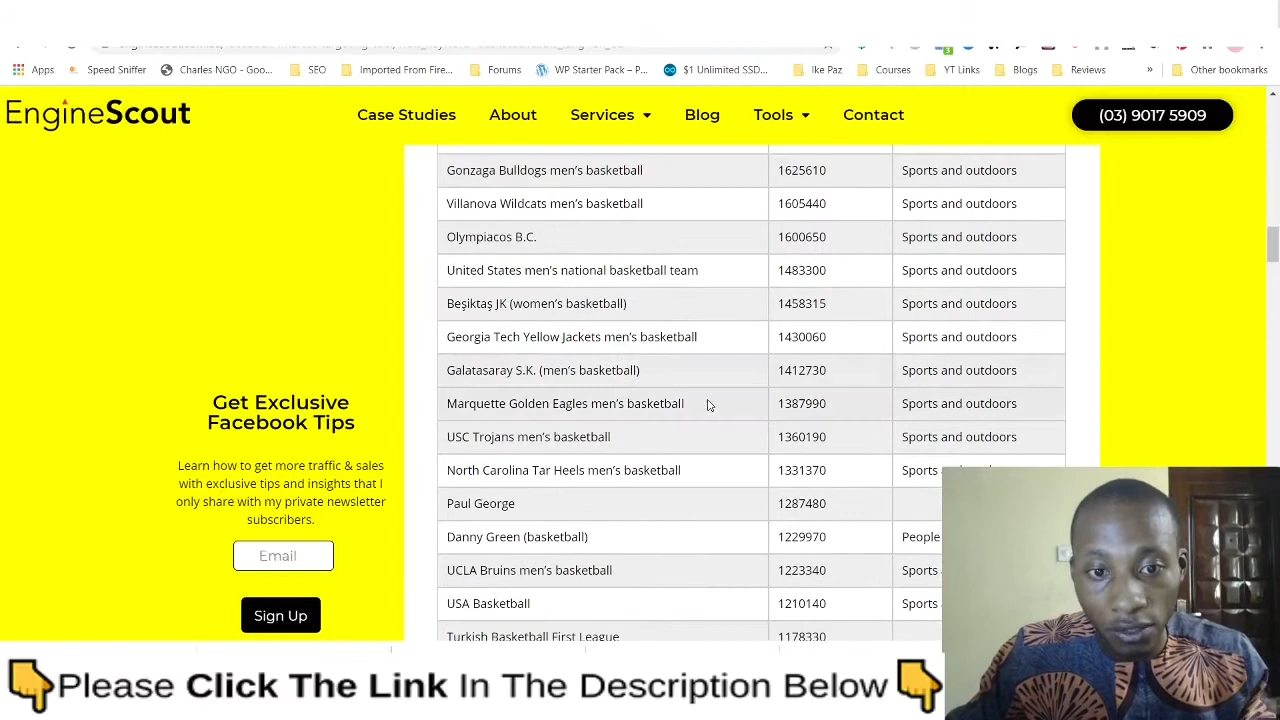 Apps Speed Sniffer Charles NGO - Goo... SEO Imported From Fire... Forums WP Starter Pack – P... $1 Unlimited SSD... Ike Paz Courses YT Links Blogs Reviews » Other bookmarks
EngineScout Case Studies About Services Blog Tools Contact (03) 9017 5909
Gonzaga Bulldogs men’s basketball 1625610 Sports and outdoors
Villanova Wildcats men’s basketball 1605440 Sports and outdoors
Olympiacos B.C. 1600650 Sports and outdoors
United States men’s national basketball team 1483300 Sports and outdoors
Beşiktaş JK (women’s basketball) 1458315 Sports and outdoors
Georgia Tech Yellow Jackets men’s basketball 1430060 Sports and outdoors
Galatasaray S.K. (men’s basketball) 1412730 Sports and outdoors
Marquette Golden Eagles men’s basketball 1387990 Sports and outdoors
USC Trojans men’s basketball 1360190 Sports and outdoors
North Carolina Tar Heels men’s basketball 1331370 Sports
Paul George 1287480
Danny Green (basketball) 1229970 People
UCLA Bruins men’s basketball 1223340 Sports
USA Basketball 1210140 Sports
Turkish Basketball First League 1178330
Get Exclusive
Facebook Tips
Learn how to get more traffic & sales
with exclusive tips and insights that I
only share with my private newsletter
subscribers.
Email
Sign Up
Please Click The Link In The Description Below